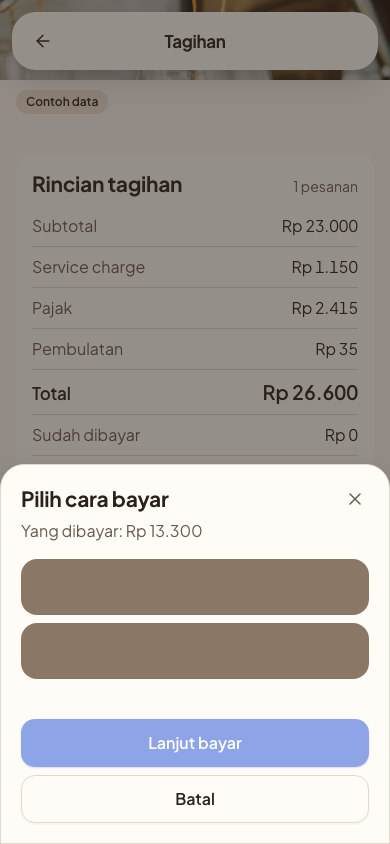 Tagihan
Contoh data
Rincian tagihan 1 pesanan
Subtotal Rp 23.000
Service charge Rp 1.150
Pajak Rp 2.415
Pembulatan Rp 35
Total Rp 26.600
Sudah dibayar Rp 0
Pilih cara bayar
Yang dibayar: Rp 13.300
Lanjut bayar
Batal